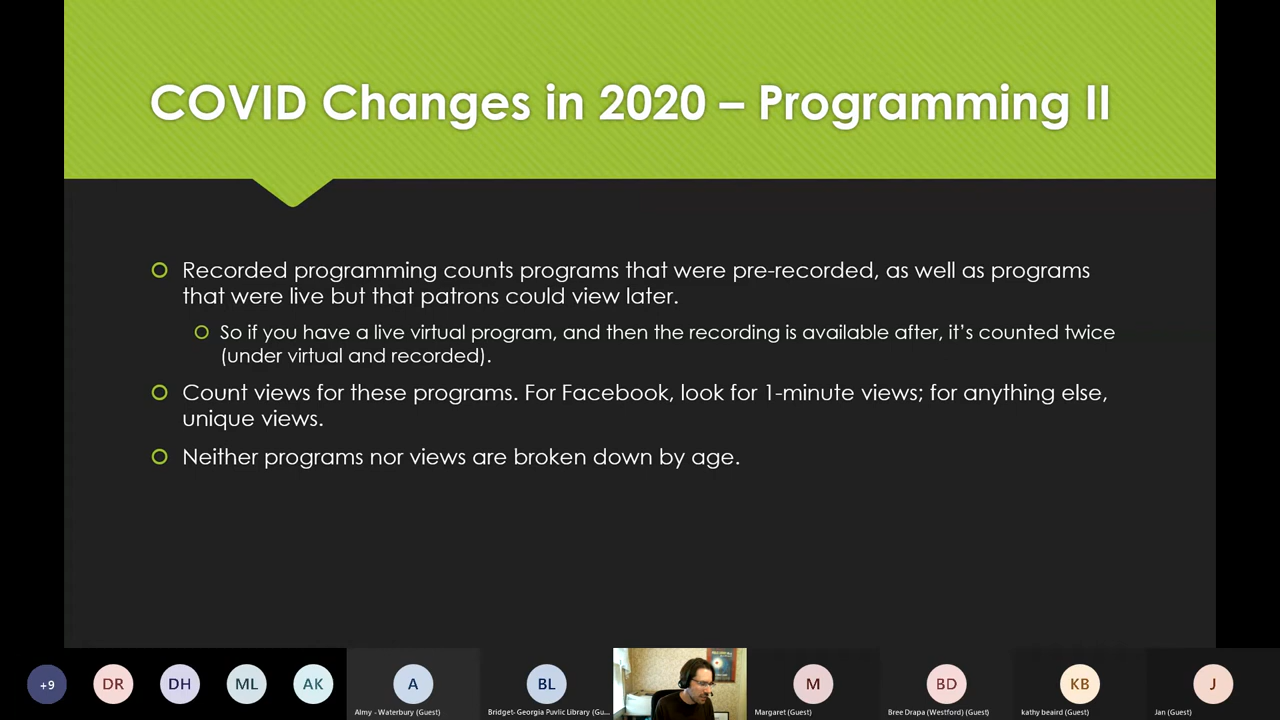 COVID Changes in 2020 – Programming II
Recorded programming counts programs that were pre-recorded, as well as programs
that were live but that patrons could view later.
So if you have a live virtual program, and then the recording is available after, it's counted twice
(under virtual and recorded).
Count views for these programs. For Facebook, look for 1-minute views; for anything else,
unique views.
Neither programs nor views are broken down by age.
+9
DR
DH
ML
AK
A
BL
M
BD
KB
J
Almy - Waterbury (Guest)
Bridget- Georgia Puvlic Library (Gu...
Margaret (Guest)
Bree Drapa (Westford) (Guest)
kathy beaird (Guest)
Jan (Guest)